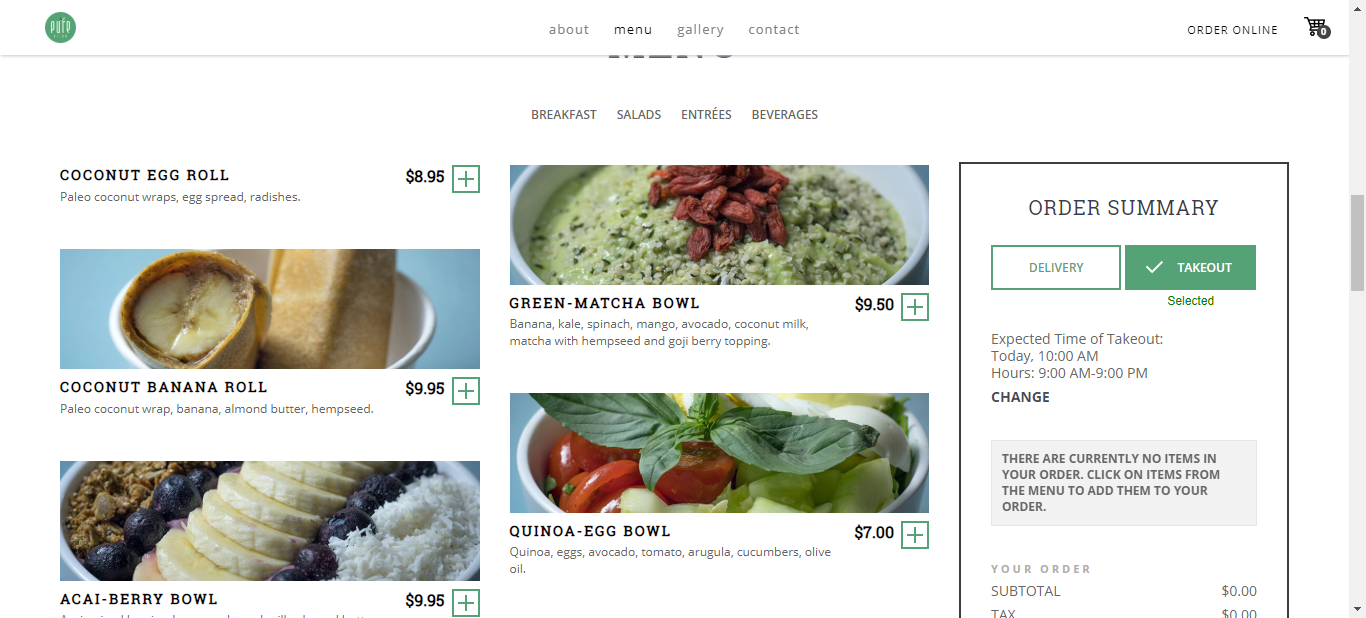 about menu gallery contact
ORDER ONLINE
0
MENU
BREAKFAST SALADS ENTRÉES BEVERAGES
COCONUT EGG ROLL $8.95
Paleo coconut wraps, egg spread, radishes.
COCONUT BANANA ROLL $9.95
Paleo coconut wrap, banana, almond butter, hempseed.
ACAI-BERRY BOWL $9.95
GREEN-MATCHA BOWL $9.50
Banana, kale, spinach, mango, avocado, coconut milk,
matcha with hempseed and goji berry topping.
QUINOA-EGG BOWL $7.00
Quinoa, eggs, avocado, tomato, arugula, cucumbers, olive
oil.
ORDER SUMMARY
DELIVERY TAKEOUT
Selected
Expected Time of Takeout:
Today, 10:00 AM
Hours: 9:00 AM-9:00 PM
CHANGE
THERE ARE CURRENTLY NO ITEMS IN
YOUR ORDER. CLICK ON ITEMS FROM
THE MENU TO ADD THEM TO YOUR
ORDER.
YOUR ORDER
SUBTOTAL $0.00
TAX $0.00